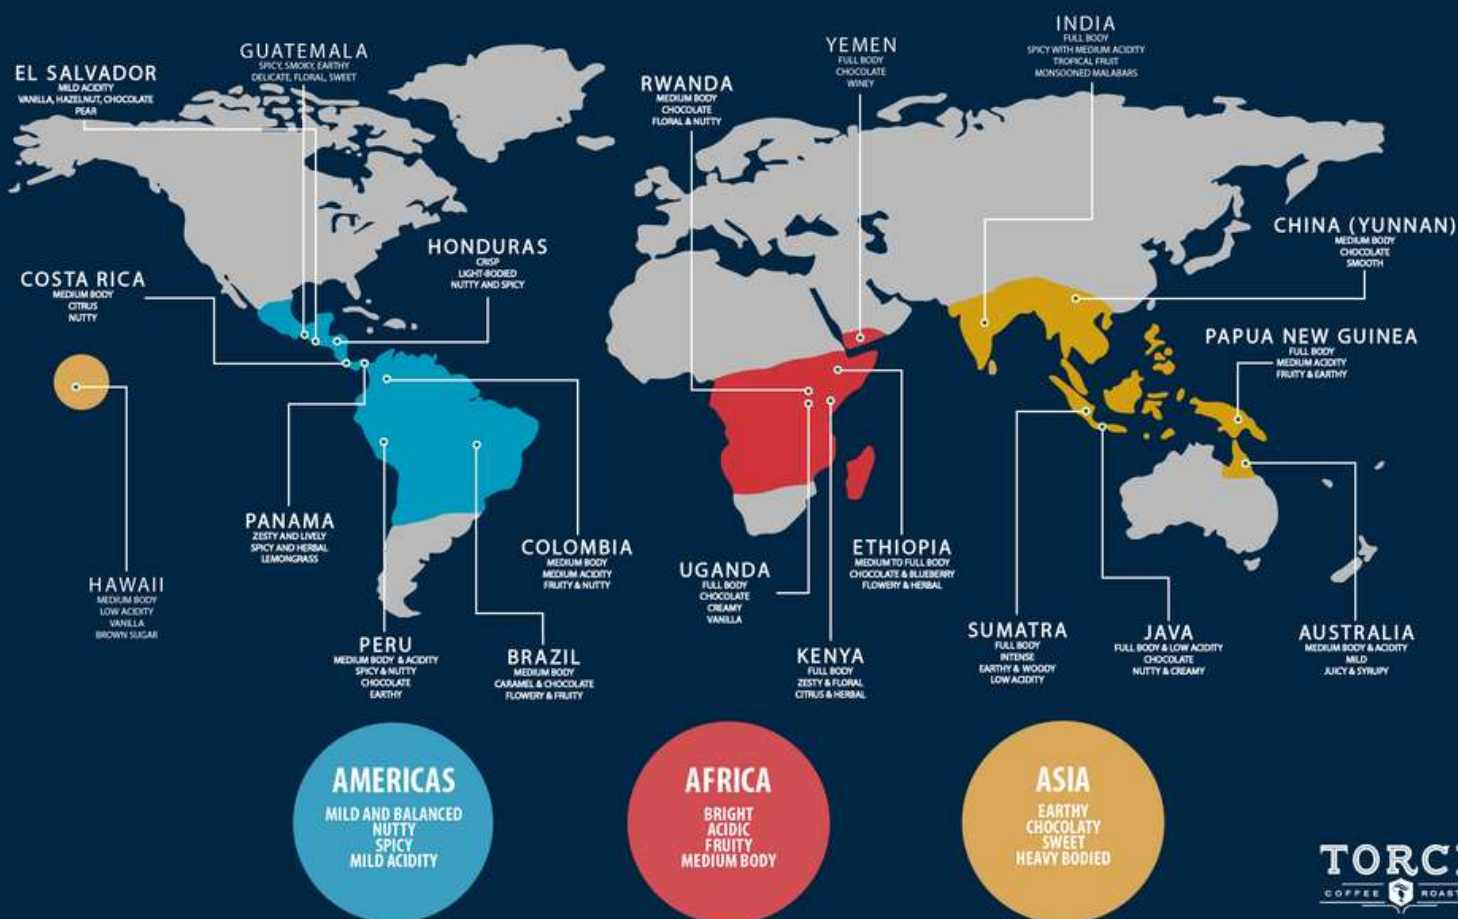 INDIA
FULL BODY
SPICY WITH MEDIUM ACIDITY
TROPICAL FRUIT
MONSOONED MALABARS
YEMEN
FULL BODY
CHOCOLATE
WINEY
GUATEMALA
SPICY, SMOKY, EARTHY
DELICATE, FLORAL, SWEET
EL SALVADOR
MILD ACIDITY
VANILLA, HAZELNUT, CHOCOLATE
PEAR
RWANDA
MEDIUM BODY
CHOCOLATE
FLORAL & NUTTY
CHINA (YUNNAN)
MEDIUM BODY
CHOCOLATE
SMOOTH
HONDURAS
CRISP
LIGHT-BODIED
NUTTY AND SPICY
COSTA RICA
MEDIUM BODY
CITRUS
NUTTY
PAPUA NEW GUINEA
FULL BODY
MEDIUM ACIDITY
FRUITY & EARTHY
PANAMA
ZESTY AND LIVELY
SPICY AND HERBAL
LEMONGRASS
COLOMBIA
MEDIUM BODY
MEDIUM ACIDITY
FRUITY & NUTTY
ETHIOPIA
MEDIUM TO FULL BODY
CHOCOLATE & BLUEBERRY
FLOWERY & HERBAL
UGANDA
FULL BODY
CHOCOLATE
CREAMY
VANILLA
HAWAII
MEDIUM BODY
LOW ACIDITY
VANILLA
BROWN SUGAR
PERU
MEDIUM BODY & ACIDITY
SPICY & NUTTY
CHOCOLATE
EARTHY
BRAZIL
MEDIUM BODY
CARAMEL & CHOCOLATE
FLOWERY & FRUITY
KENYA
FULL BODY
ZESTY & FLORAL
CITRUS & HERBAL
SUMATRA
FULL BODY
INTENSE
EARTHY & WOODY
LOW ACIDITY
JAVA
FULL BODY & LOW ACIDITY
CHOCOLATE
NUTTY & CREAMY
AUSTRALIA
MEDIUM BODY & ACIDITY
MILD
JUICY & SYRUPY
AMERICAS
MILD AND BALANCED
NUTTY
SPICY
MILD ACIDITY
AFRICA
BRIGHT
ACIDIC
FRUITY
MEDIUM BODY
ASIA
EARTHY
CHOCOLATY
SWEET
HEAVY BODIED
TORC
COFFEE ROAST